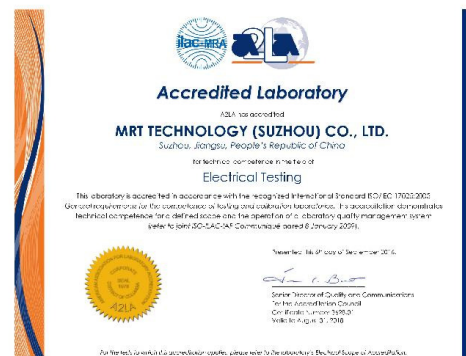 ilac-MRA A2LA
Accredited Laboratory
A2LA has accredited
MRT TECHNOLOGY (SUZHOU) CO., LTD.
Suzhou, Jiangsu, People's Republic of China
for technical competence in the field of
Electrical Testing
This laboratory is accredited in accordance with the recognized International Standard ISO/IEC 17025:2005
General requirements for the competence of testing and calibration laboratories. This accreditation demonstrates
technical competence for a defined scope and the operation of a laboratory quality management system
(refer to joint ISO-ILAC-IAF Communiqué dated 8 January 2009).
Presented this 6th day of September 2016.
Senior Director of Quality and Communications
For the Accreditation Council
Certificate Number 3628.01
Valid to August 31, 2018
A2LA
For the tests to which this accreditation applies, please refer to the laboratory's Electrical Scope of Accreditation.